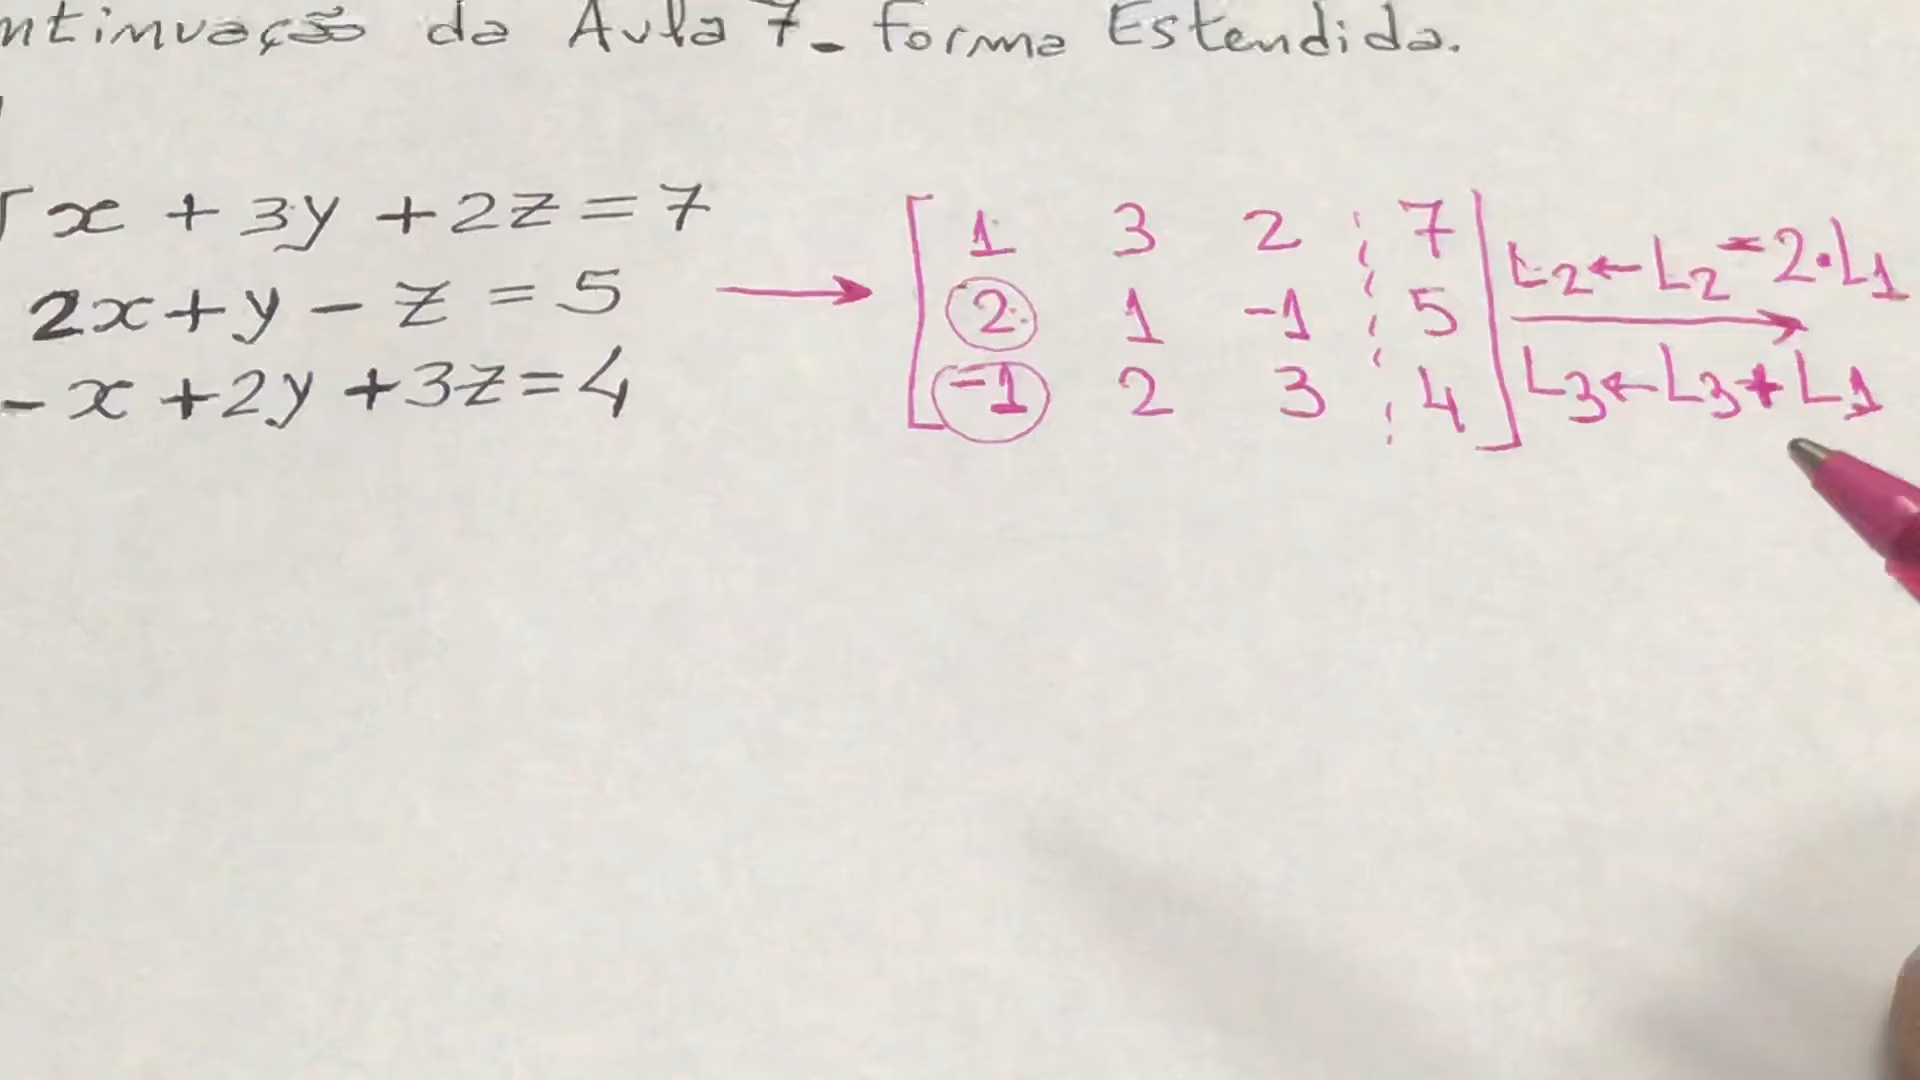 ntinuação da Aula 7- Forma Estendida.
x + 3y + 2z = 7
2x + y - z = 5
- x + 2y + 3z = 4
1 3 2 7
2 1 -1 5
-1 2 3 4
L2 ← L2 - 2·L1
L3 ← L3 + L1